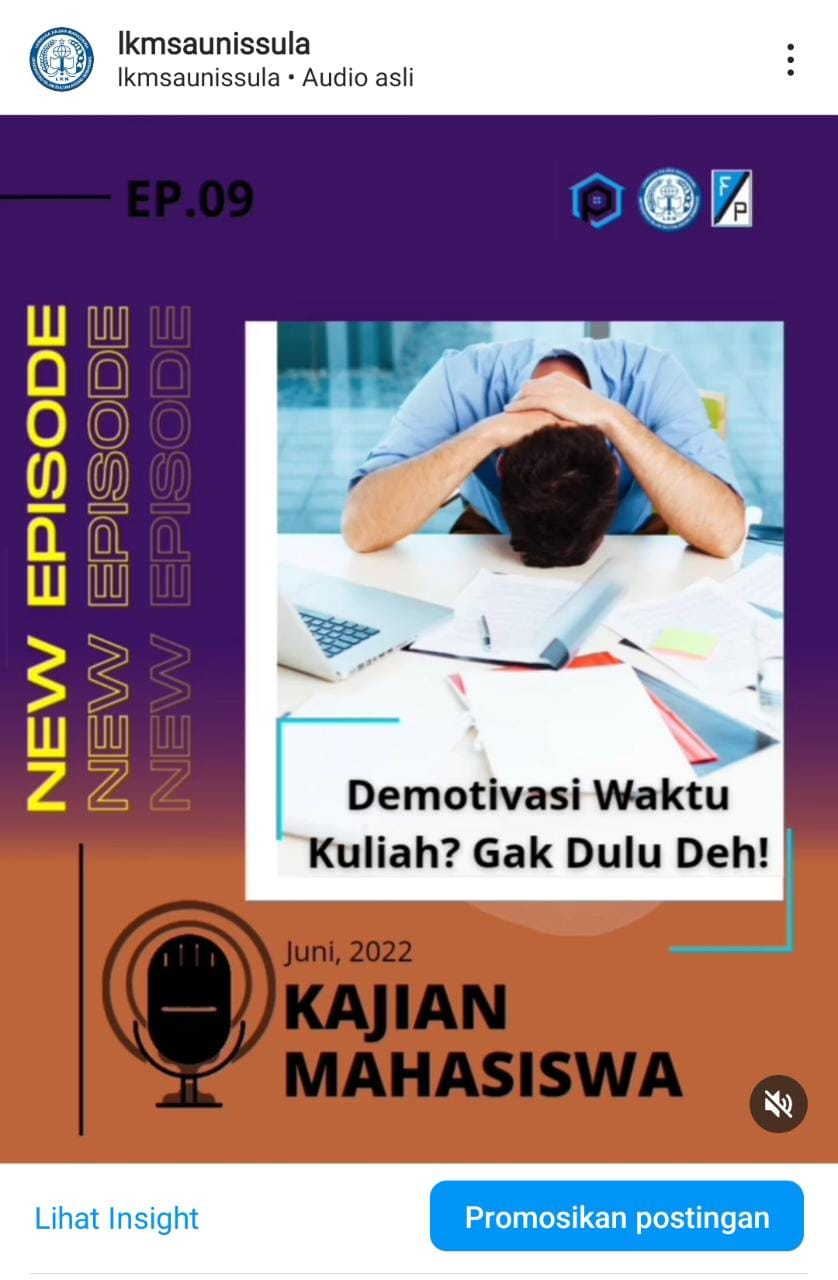 lkmsaunissula
lkmsaunissula • Audio asli
EP.09
F
P
NEW EPISODE
NEW EPISODE
NEW EPISODE
Demotivasi Waktu
Kuliah? Gak Dulu Deh!
Juni, 2022
KAJIAN
MAHASISWA
Lihat Insight
Promosikan postingan